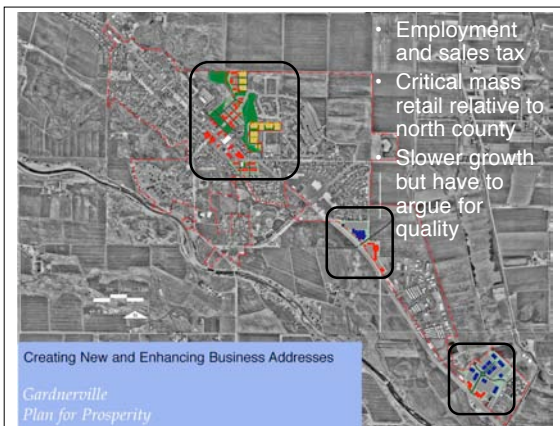 • Employment
and sales tax
• Critical mass
retail relative to
north county
• Slower growth
but have to
argue for
quality
Creating New and Enhancing Business Addresses
Gardnerville
Plan for Prosperity